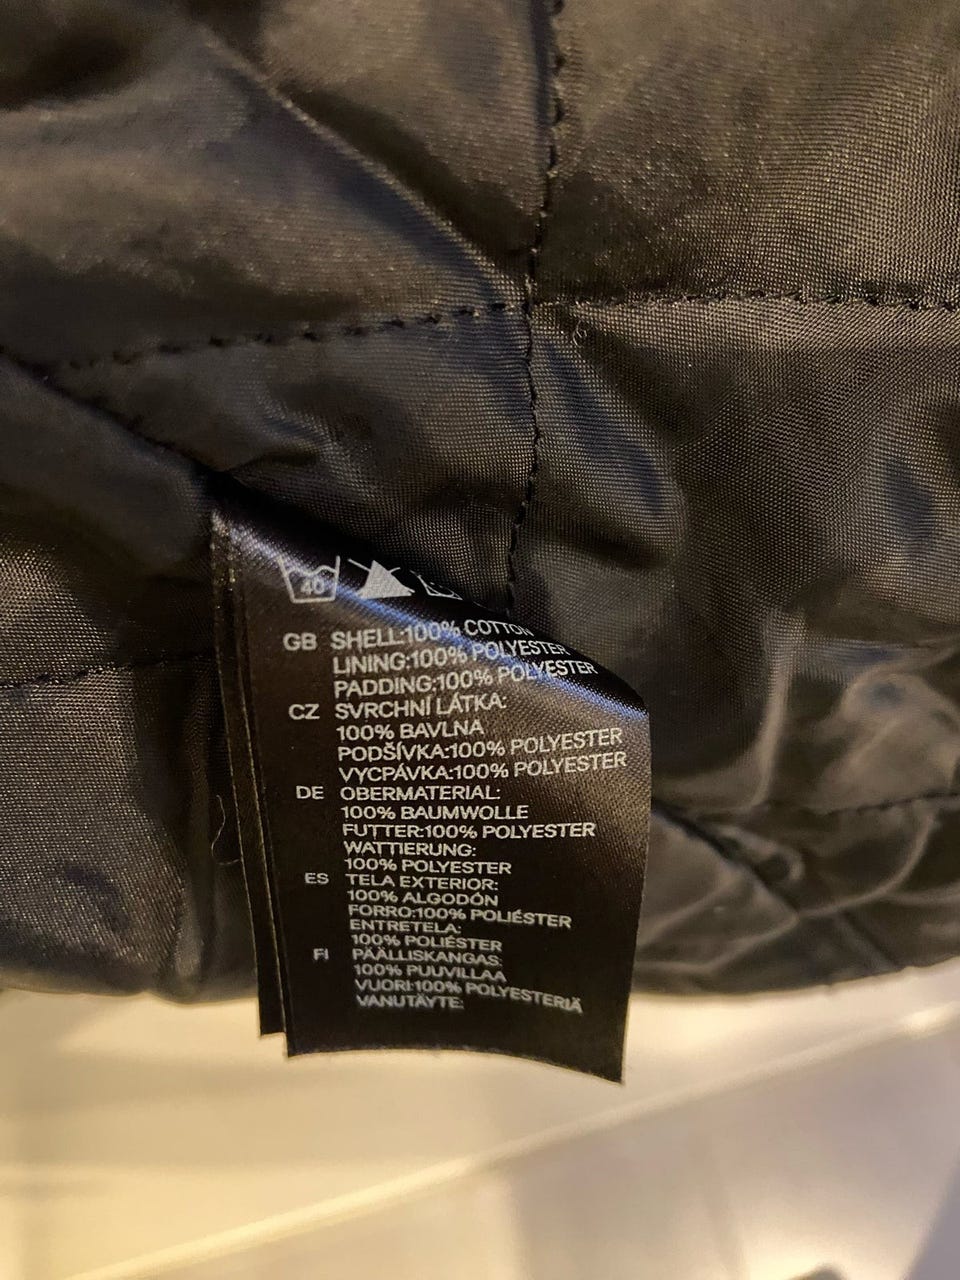 40
GB SHELL:100% COTTON
LINING:100% POLYESTER
PADDING:100% POLYESTER
CZ SVRCHNÍ LÁTKA:
100% BAVLNA
PODŠÍVKA:100% POLYESTER
VYCPÁVKA:100% POLYESTER
DE OBERMATERIAL:
100% BAUMWOLLE
FUTTER:100% POLYESTER
WATTIERUNG:
100% POLYESTER
ES TELA EXTERIOR:
100% ALGODÓN
FORRO:100% POLIÉSTER
ENTRETELA:
100% POLIÉSTER
FI PÄÄLLISKANGAS:
100% PUUVILLAA
VUORI:100% POLYESTERIÄ
VANUTÄYTE: